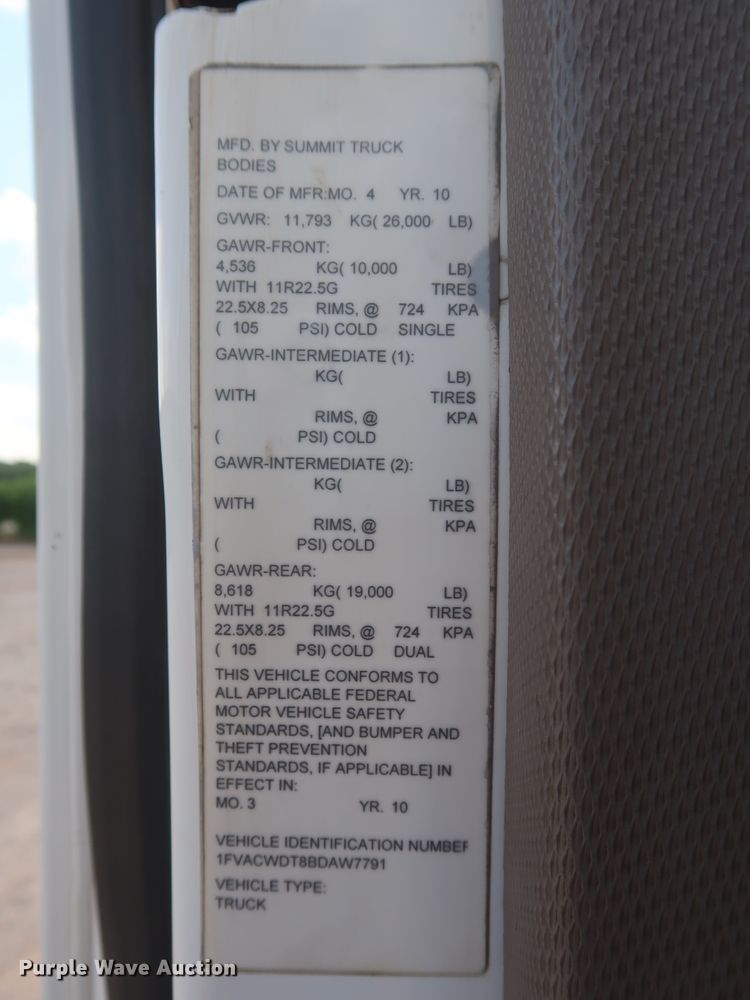 MFD. BY SUMMIT TRUCK
BODIES
DATE OF MFR:MO. 4 YR. 10
GVWR: 11,793 KG( 26,000 LB)
GAWR-FRONT:
4,536 KG( 10,000 LB)
WITH 11R22.5G TIRES
22.5X8.25 RIMS, @ 724 KPA
( 105 PSI) COLD SINGLE
GAWR-INTERMEDIATE (1):
KG( LB)
WITH TIRES
RIMS, @ KPA
( PSI) COLD
GAWR-INTERMEDIATE (2):
KG( LB)
WITH TIRES
RIMS, @ KPA
( PSI) COLD
GAWR-REAR:
8,618 KG( 19,000 LB)
WITH 11R22.5G TIRES
22.5X8.25 RIMS, @ 724 KPA
( 105 PSI) COLD DUAL
THIS VEHICLE CONFORMS TO
ALL APPLICABLE FEDERAL
MOTOR VEHICLE SAFETY
STANDARDS, [AND BUMPER AND
THEFT PREVENTION
STANDARDS, IF APPLICABLE] IN
EFFECT IN:
MO. 3 YR. 10
VEHICLE IDENTIFICATION NUMBER
1FVACWDT8BDAW7791
VEHICLE TYPE:
TRUCK
Purple Wave Auction